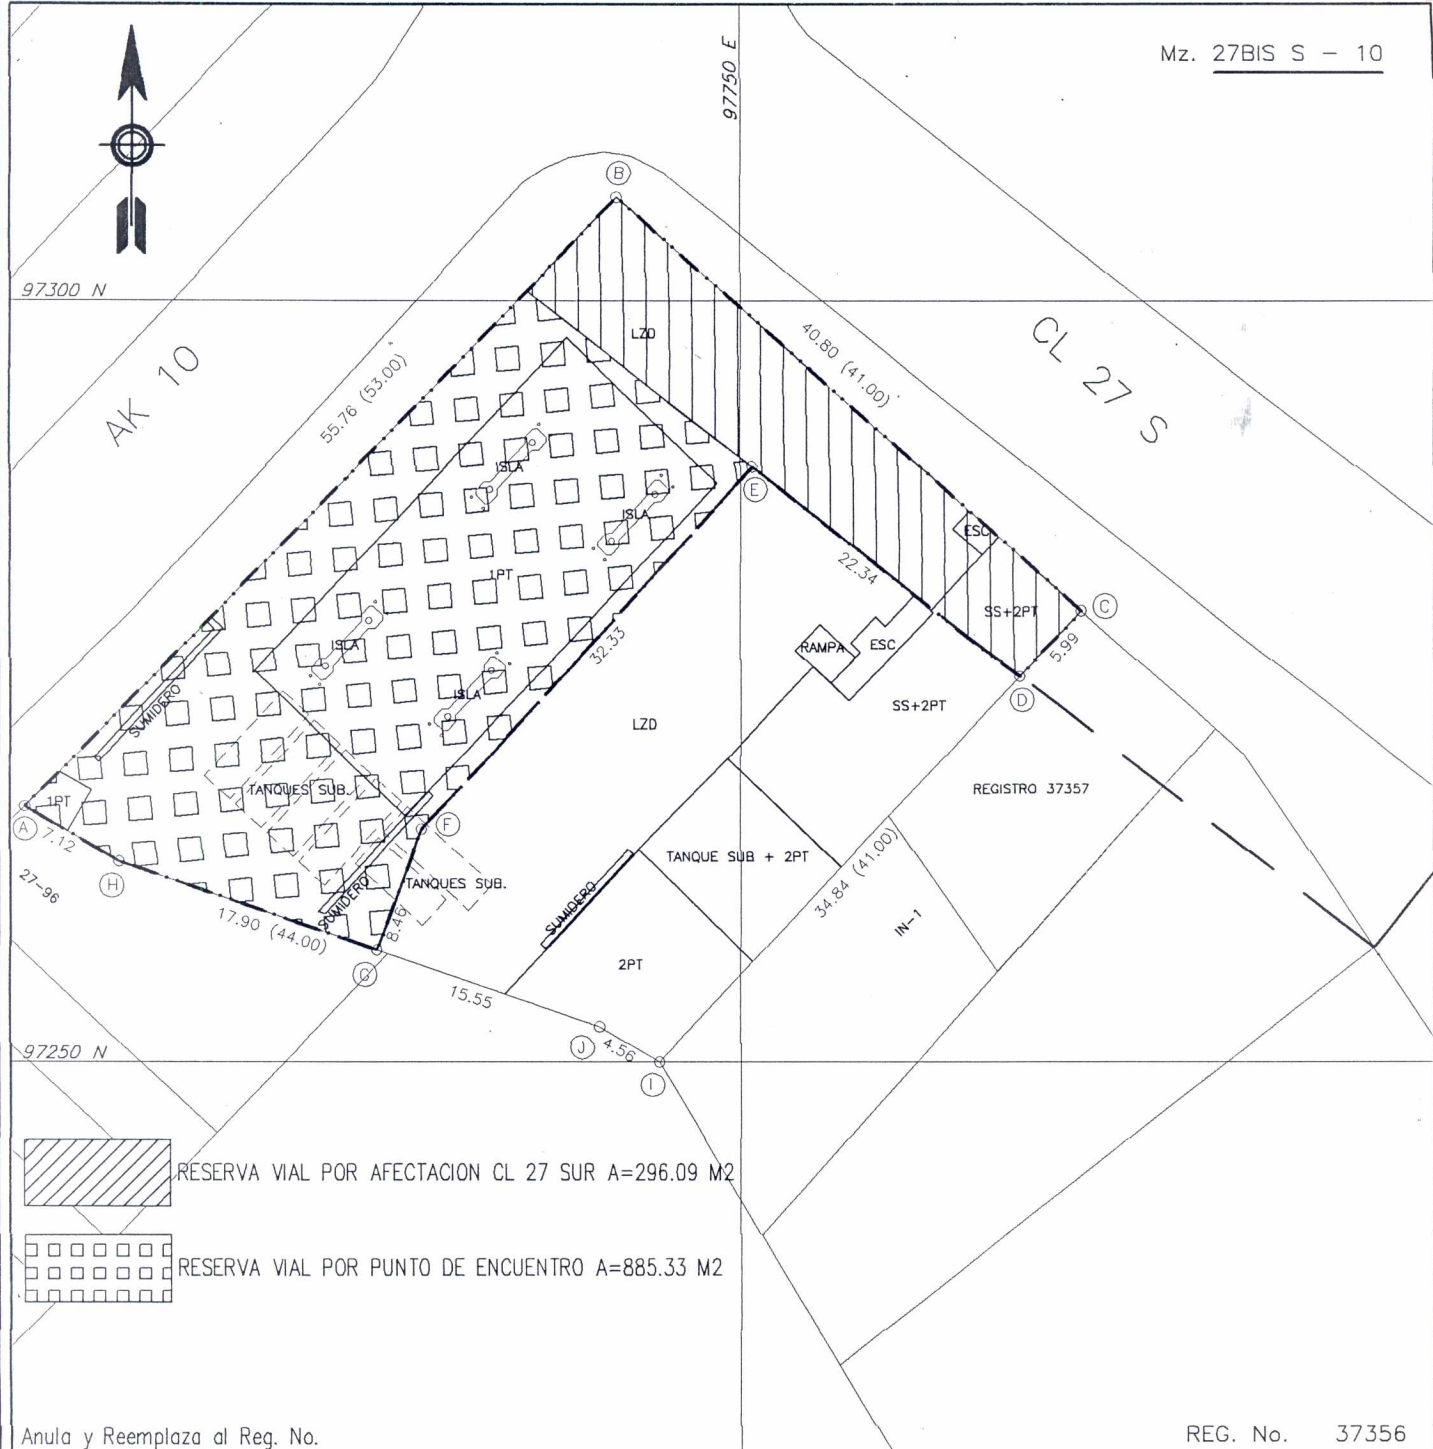 Mz. 27BIS S - 10
97750 E
B
97300 N
LZD
40.80 (41.00)
CL 27 S
AK 10
55.76 (53.00)
ISLA
E
ISLA
ESC
22.34
1PT
C
SS+2PT
5.99
ISLA
32.33
RAMPA
ESC
D
SUMIDERO
ISLA
SS+2PT
LZD
TANQUES SUB.
REGISTRO 37357
1PT
A
7.12
F
TANQUE SUB + 2PT
34.84 (41.00)
27-96
H
SUMIDERO
TANQUES SUB.
SUMIDERO
IN-1
17.90 (44.00)
8.46
G
2PT
15.55
J
4.56
97250 N
I
RESERVA VIAL POR AFECTACION CL 27 SUR A=296.09 M2
RESERVA VIAL POR PUNTO DE ENCUENTRO A=885.33 M2
Anula y Reemplaza al Reg. No.
REG. No. 37356